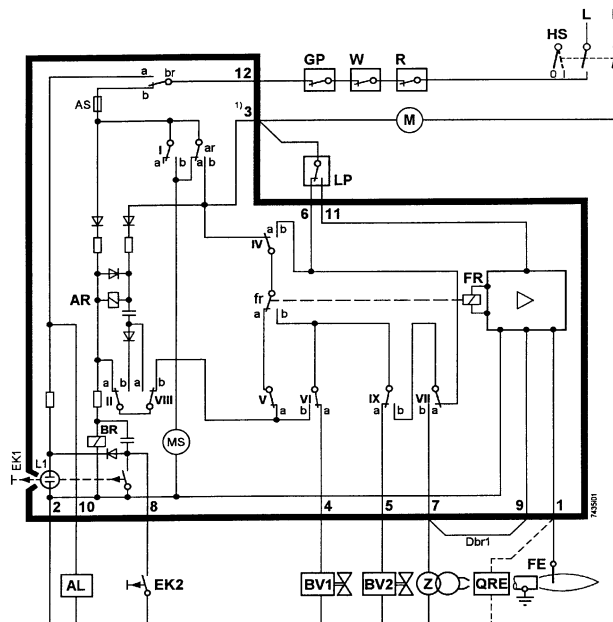 HS
L
GP
W
R
0
1
12
a
br
b
AS
1) 3
M
I
a
b
ar
a
b
LP
6
11
a
b
IV
FR
AR
fr
a
b
a
b
a
b
II
VIII
V
a
VI
b
a
IX
a
b
VII
b
a
BR
MS
EK1
L1
2
10
8
4
5
7
9
1
7435I01
Dbr1
AL
EK2
BV1
BV2
Z
QRE
FE